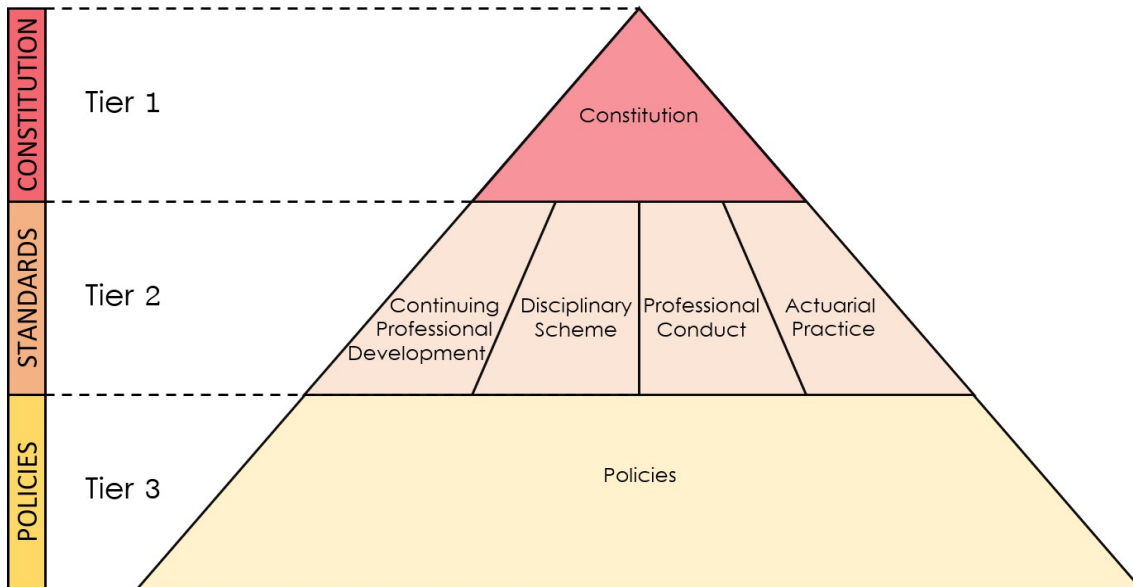 CONSTITUTION
Tier 1
Constitution
STANDARDS
Tier 2
Continuing
Professional
Development
Disciplinary
Scheme
Professional
Conduct
Actuarial
Practice
POLICIES
Tier 3
Policies